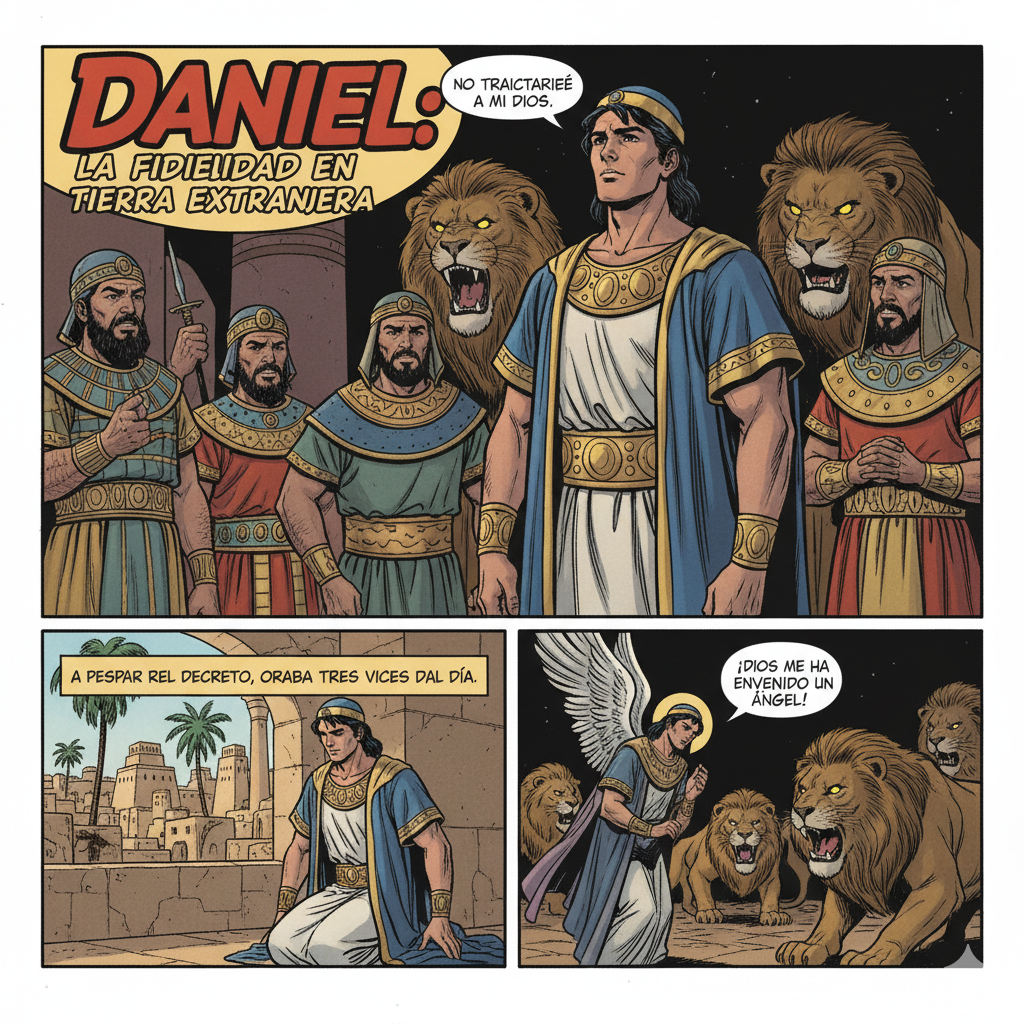 DANIEL:
LA FIDIELIDAD EN
TIERRA EXTRANJERA
NO TRAICTARIEÉ
A MI DIOS.
A PESPAR REL DECRETO, ORABA TRES VICES DAL DÍA.
¡DIOS ME HA
ENVENIDO UN
ÁNGEL!